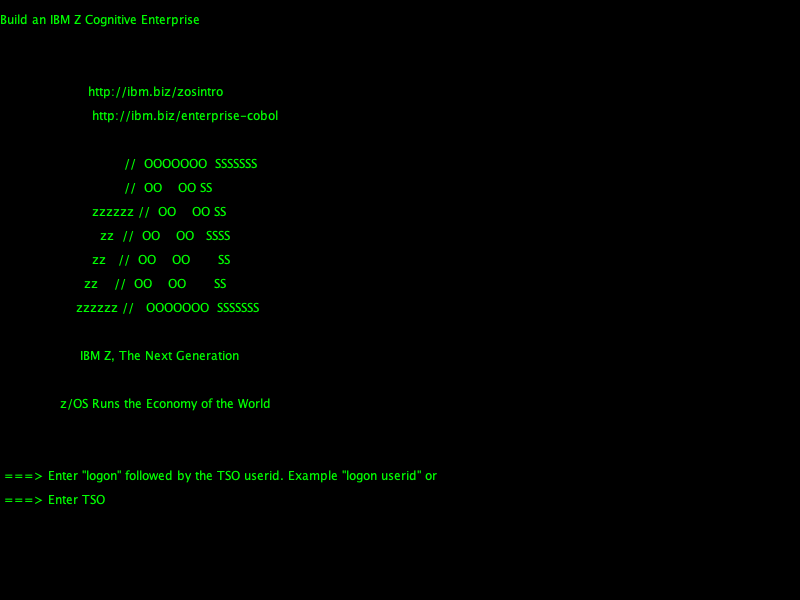 Build an IBM Z Cognitive Enterprise
http://ibm.biz/zosintro
http://ibm.biz/enterprise-cobol
// OOOOOOO SSSSSSS
// OO OO SS
zzzzzz // OO OO SS
zz // OO OO SSSS
zz // OO OO SS
zz // OO OO SS
zzzzzz // OOOOOOO SSSSSSS
IBM Z, The Next Generation
z/OS Runs the Economy of the World
===> Enter "logon" followed by the TSO userid. Example "logon userid" or
===> Enter TSO